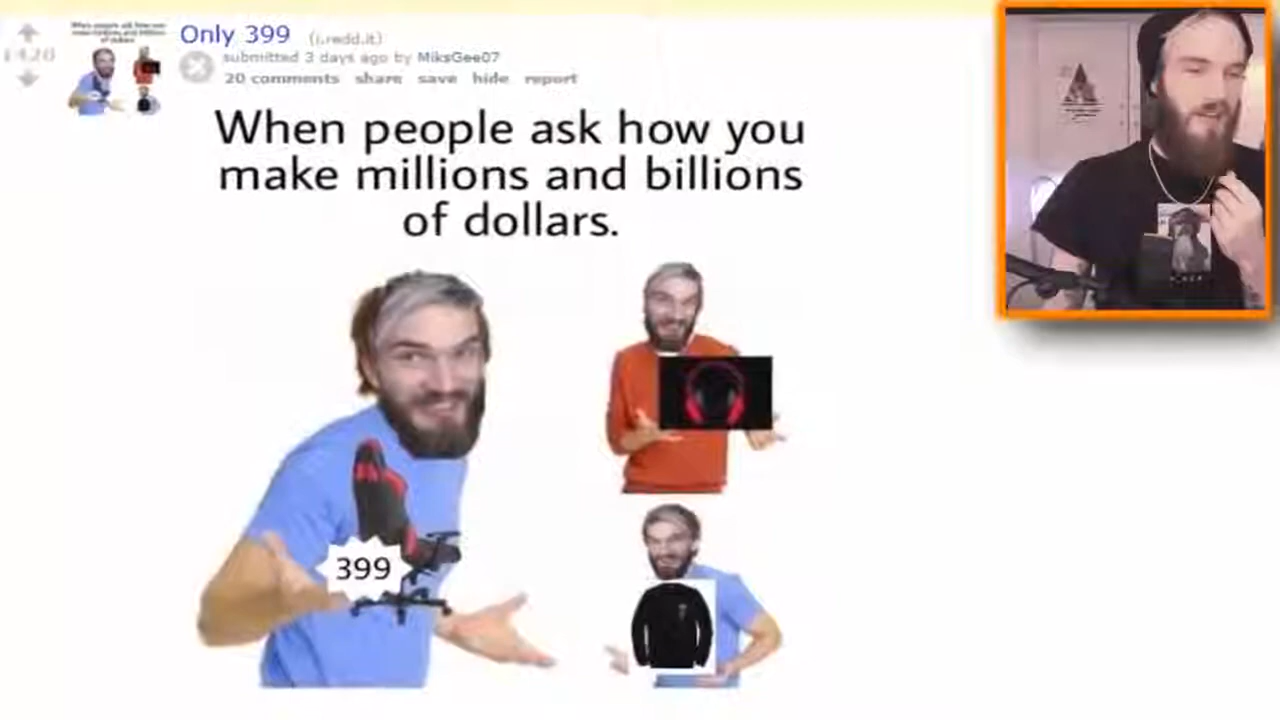 Only 399 (i.redd.it)
submitted 3 days ago by MiksGee07
20 comments share save hide report
When people ask how you
make millions and billions
of dollars.
399